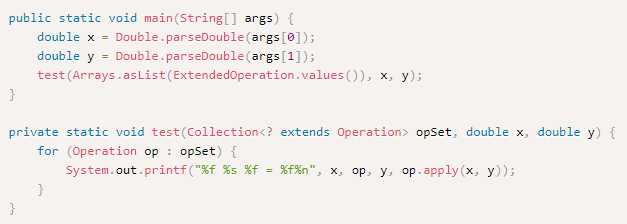 public static void main(String[] args) {
    double x = Double.parseDouble(args[0]);
    double y = Double.parseDouble(args[1]);
    test(Arrays.asList(ExtendedOperation.values()), x, y);
}

private static void test(Collection<? extends Operation> opSet, double x, double y) {
    for (Operation op : opSet) {
        System.out.printf("%f %s %f = %f%n", x, op, y, op.apply(x, y));
    }
}